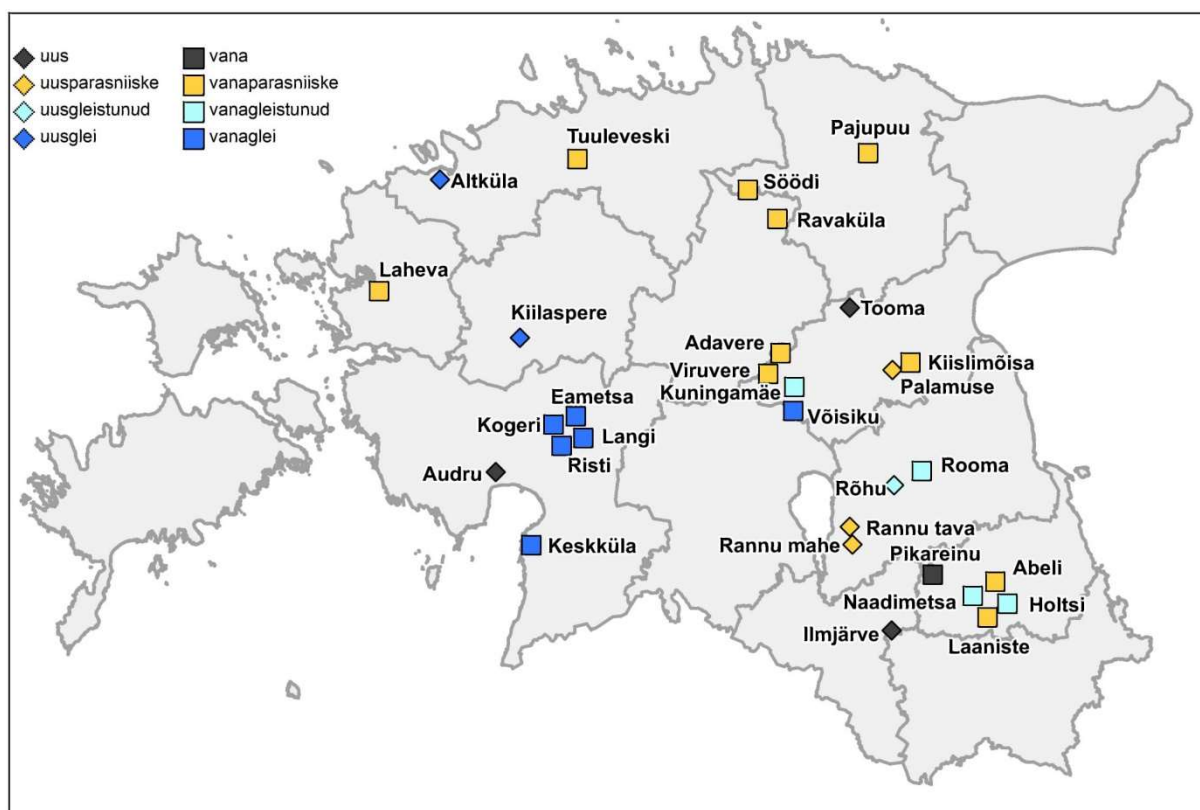 uus
uusparasniiske
uusgleistunud
uusglei
vana
vanaparasniiske
vanagleistunud
vanaglei
Tuuleveski
Pajupuu
Altküla
Söödi
Ravaküla
Laheva
Kiilaspere
Tooma
Adavere
Viruvere
Kuningamäe
Kiislimõisa
Palamuse
Eametsa
Kogeri
Langi
Risti
Võisiku
Audru
Rooma
Rõhu
Rannu tava
Rannu mahe
Keskküla
Pikareinu
Abeli
Naadimetsa
Holtsi
Ilmjärve
Laaniste